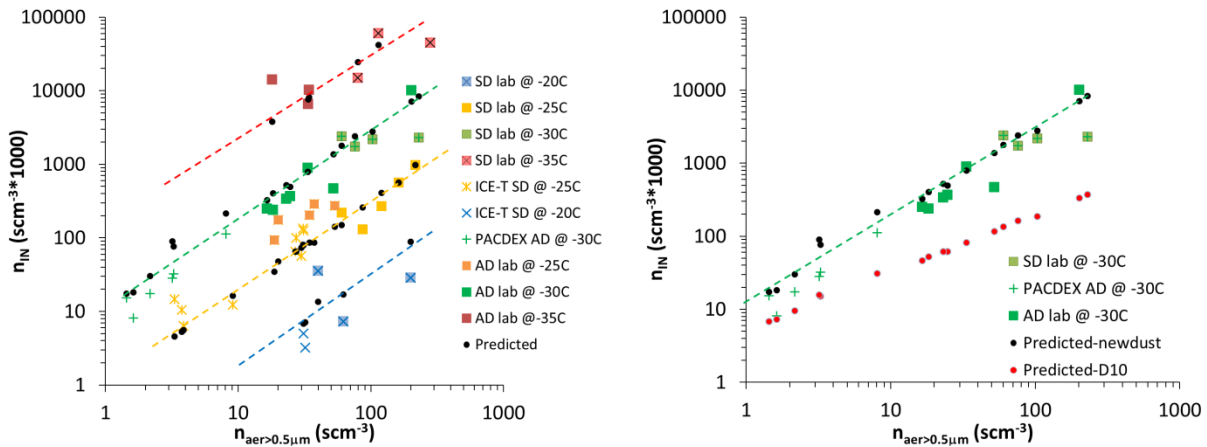 100000
10000
1000
100
10
1
n_IN (scm⁻³*1000)
1
10
100
1000
n_aer>0.5μm (scm⁻³)
SD lab @ -20C
SD lab @ -25C
SD lab @ -30C
SD lab @ -35C
ICE-T SD @ -25C
ICE-T SD @ -20C
PACDEX AD @ -30C
AD lab @ -25C
AD lab @ -30C
AD lab @ -35C
Predicted
100000
10000
1000
100
10
1
n_IN (scm⁻³*1000)
1
10
100
1000
n_aer>0.5μm (scm⁻³)
SD lab @ -30C
PACDEX AD @ -30C
AD lab @ -30C
Predicted-newdust
Predicted-D10